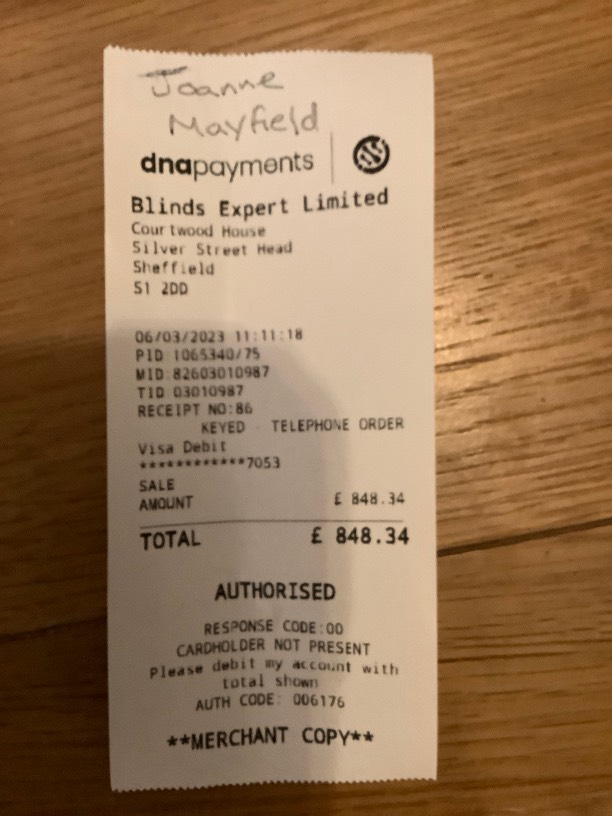 Joanne
Mayfield
dnapayments
Blinds Expert Limited
Courtwood House
Silver Street Head
Sheffield
S1 2DD
06/03/2023 11:11:18
PID:1065340/75
MID:82603010987
TID:03010987
RECEIPT NO:86
KEYED - TELEPHONE ORDER
Visa Debit
************7053
SALE
AMOUNT £ 848.34
TOTAL £ 848.34
AUTHORISED
RESPONSE CODE:00
CARDHOLDER NOT PRESENT
Please debit my account with
total shown
AUTH CODE: 006176
**MERCHANT COPY**